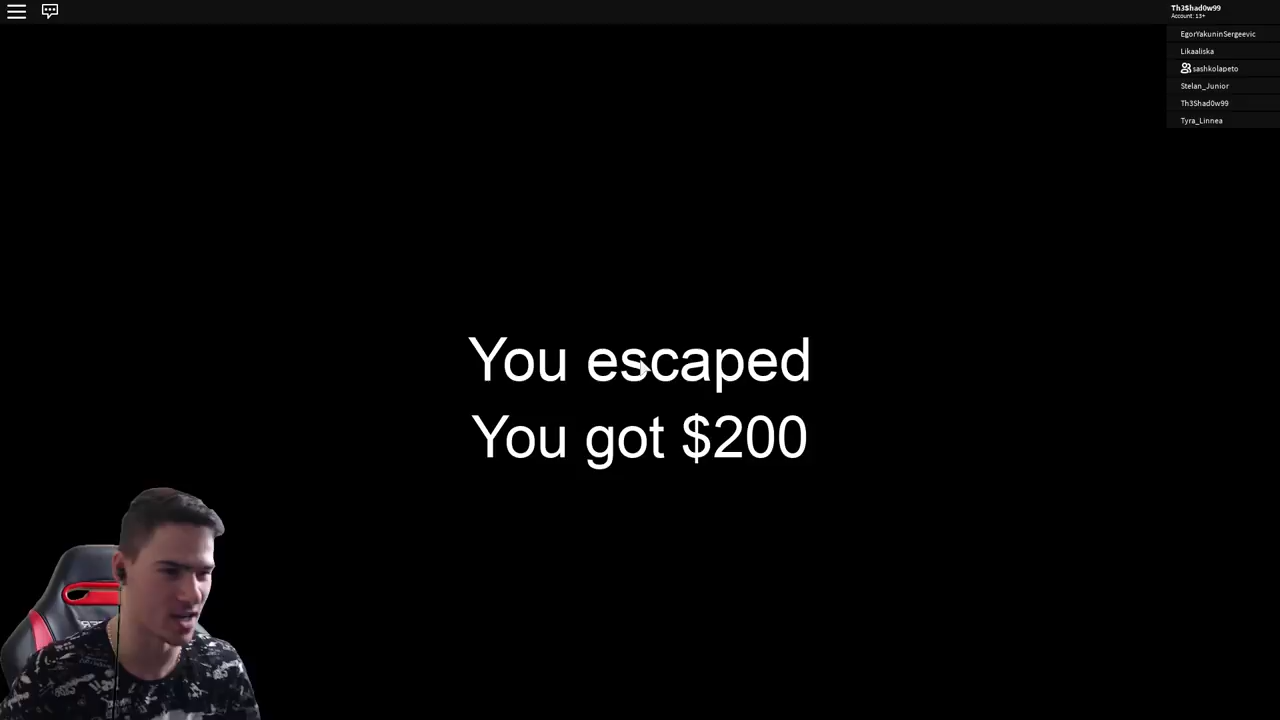 Th3Shad0w99
Account: 13+
EgorYakuninSergeevic
Likaaliska
sashkolapeto
Stelan_Junior
Th3Shad0w99
Tyra_Linnea
You escaped
You got $200